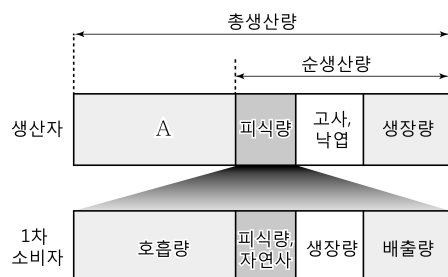 총생산량
순생산량
생산자
A
피식량
고사,
낙엽
생장량
1차
소비자
호흡량
피식량,
자연사
생장량
배출량